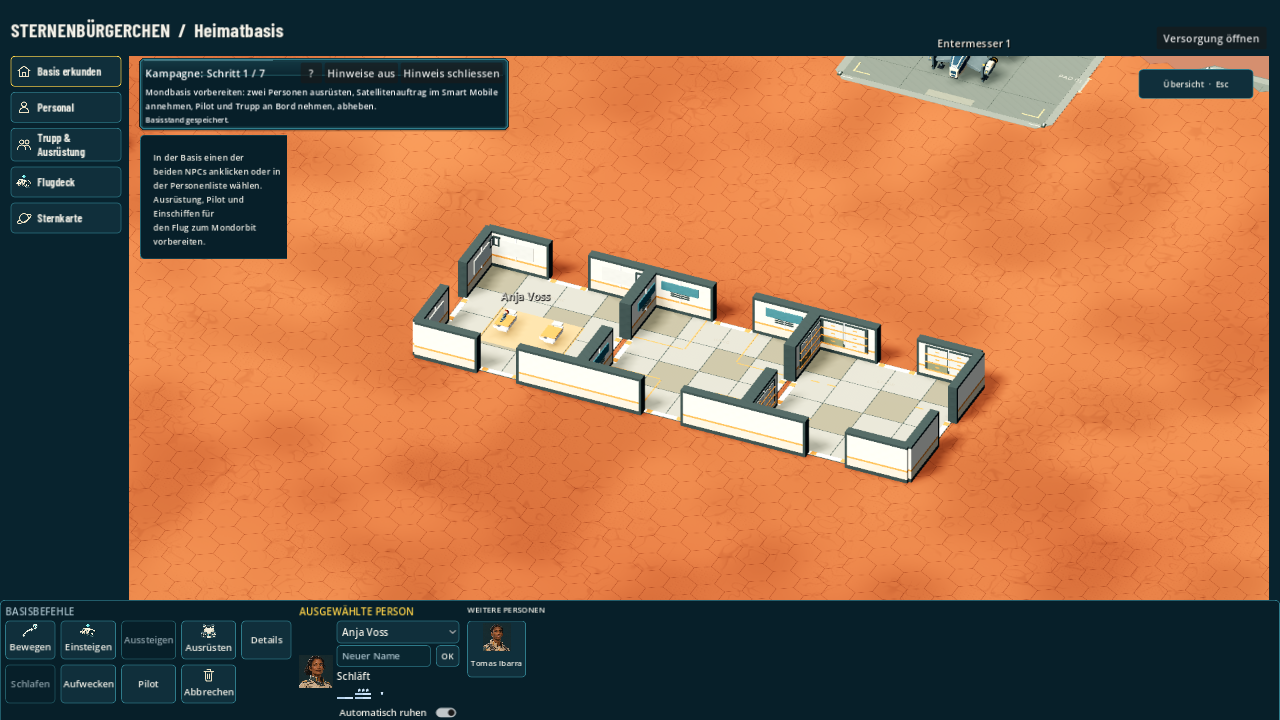 STERNENBÜRGERCHEN / Heimatbasis
Entermesser 1
Versorgung öffnen
Basis erkunden
Personal
Trupp &
Ausrüstung
Flugdeck
Sternkarte
Kampagne: Schritt 1 / 7
? Hinweise aus Hinweis schliessen
Mondbasis vorbereiten: zwei Personen ausrüsten, Satellitenauftrag im Smart Mobile
annehmen, Pilot und Trupp an Bord nehmen, abheben.
Basisstand gespeichert.
Übersicht · Esc
In der Basis einen der
beiden NPCs anklicken oder in
der Personenliste wählen.
Ausrüstung, Pilot und
Einschiffen für
den Flug zum Mondorbit
vorbereiten.
Anja Voss
BASISBEFEHLE
Bewegen
Einsteigen
Aussteigen
Ausrüsten
Details
Schlafen
Aufwecken
Pilot
Abbrechen
AUSGEWÄHLTE PERSON
Anja Voss
Neuer Name
OK
Schläft
Automatisch ruhen
WEITERE PERSONEN
Tomas Ibarra